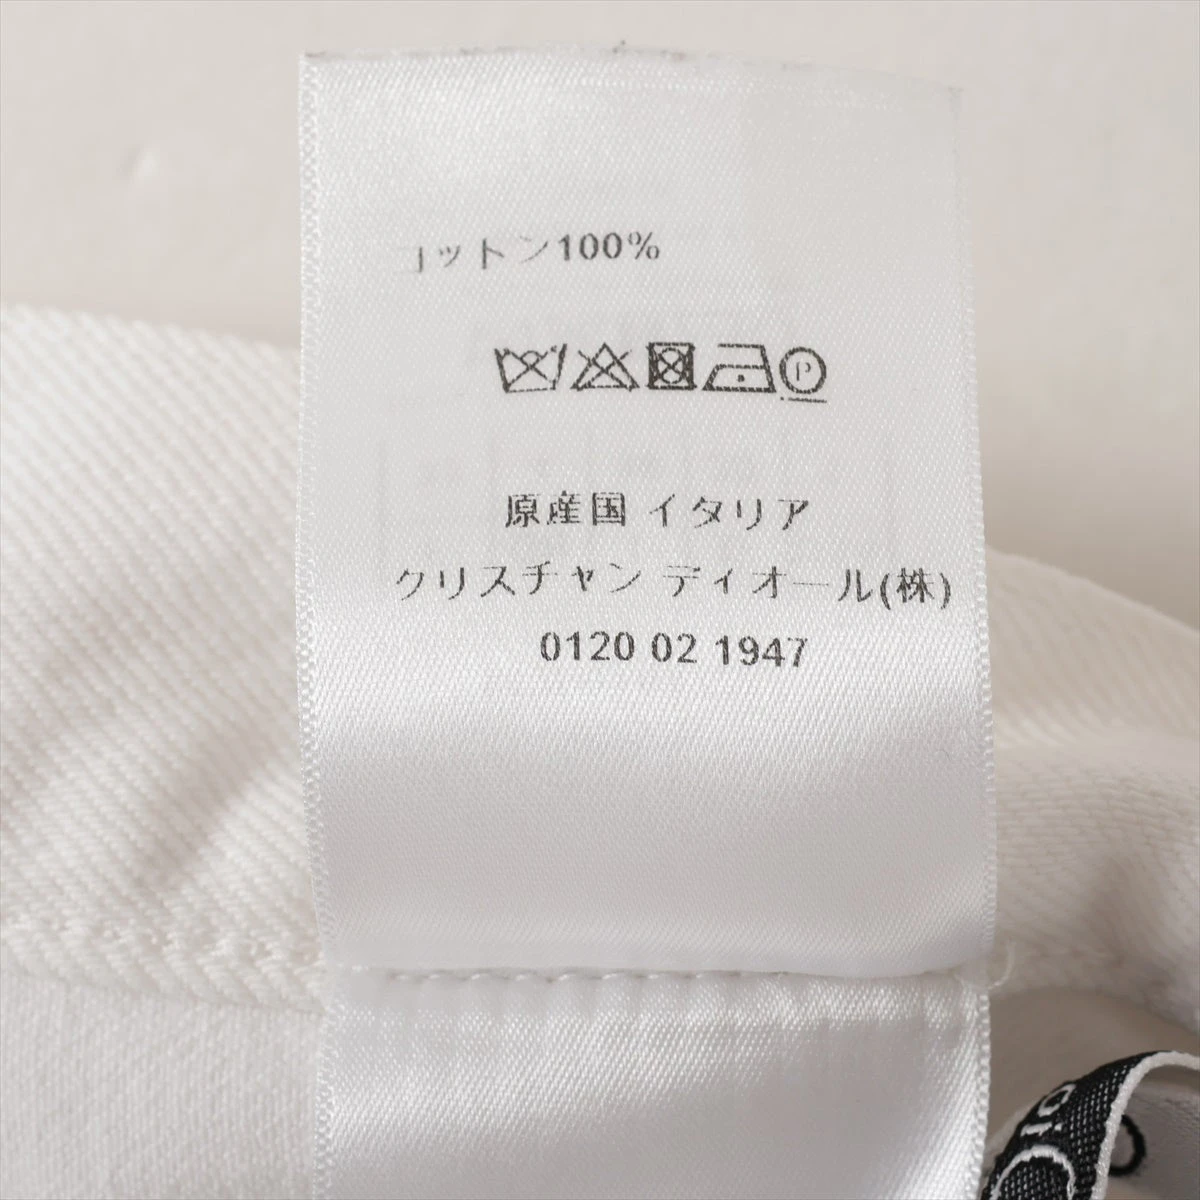 コットン100%
P
原産国 イタリア
クリスチャン ディオール(株)
0120 02 1947